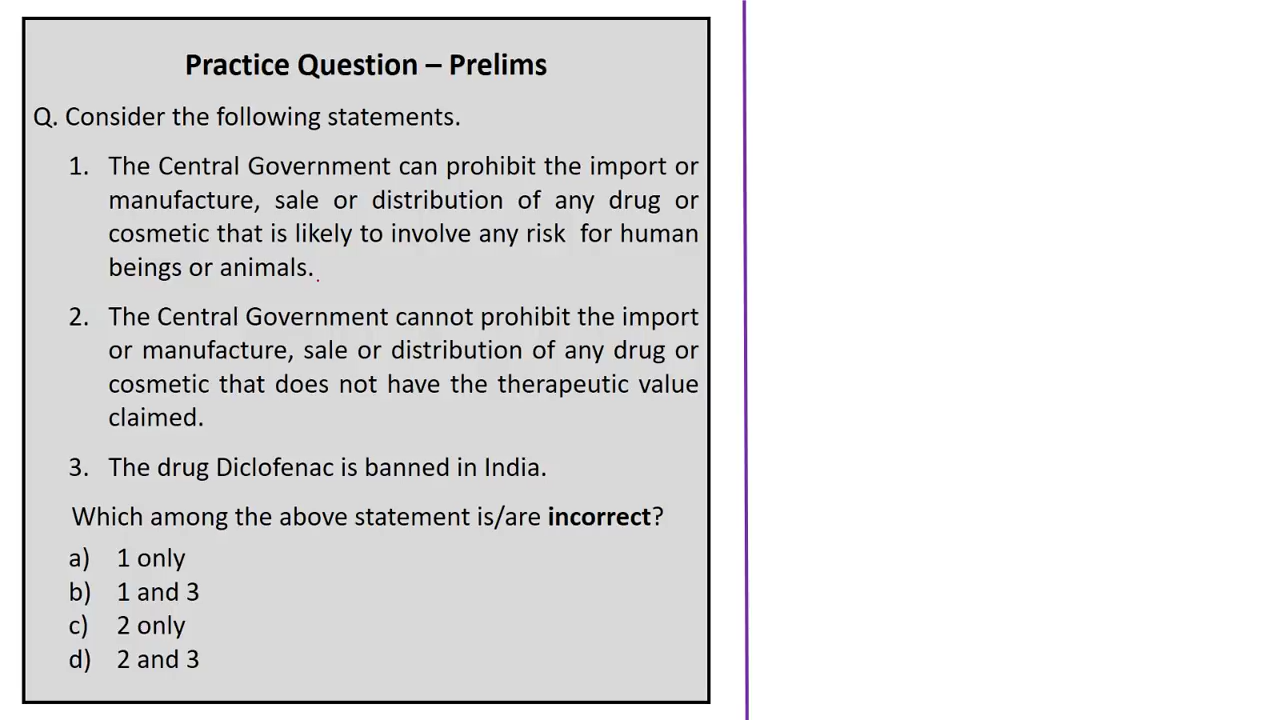 Practice Question – Prelims
Q. Consider the following statements.
1. The Central Government can prohibit the import or
manufacture, sale or distribution of any drug or
cosmetic that is likely to involve any risk for human
beings or animals.
2. The Central Government cannot prohibit the import
or manufacture, sale or distribution of any drug or
cosmetic that does not have the therapeutic value
claimed.
3. The drug Diclofenac is banned in India.
Which among the above statement is/are incorrect?
a) 1 only
b) 1 and 3
c) 2 only
d) 2 and 3